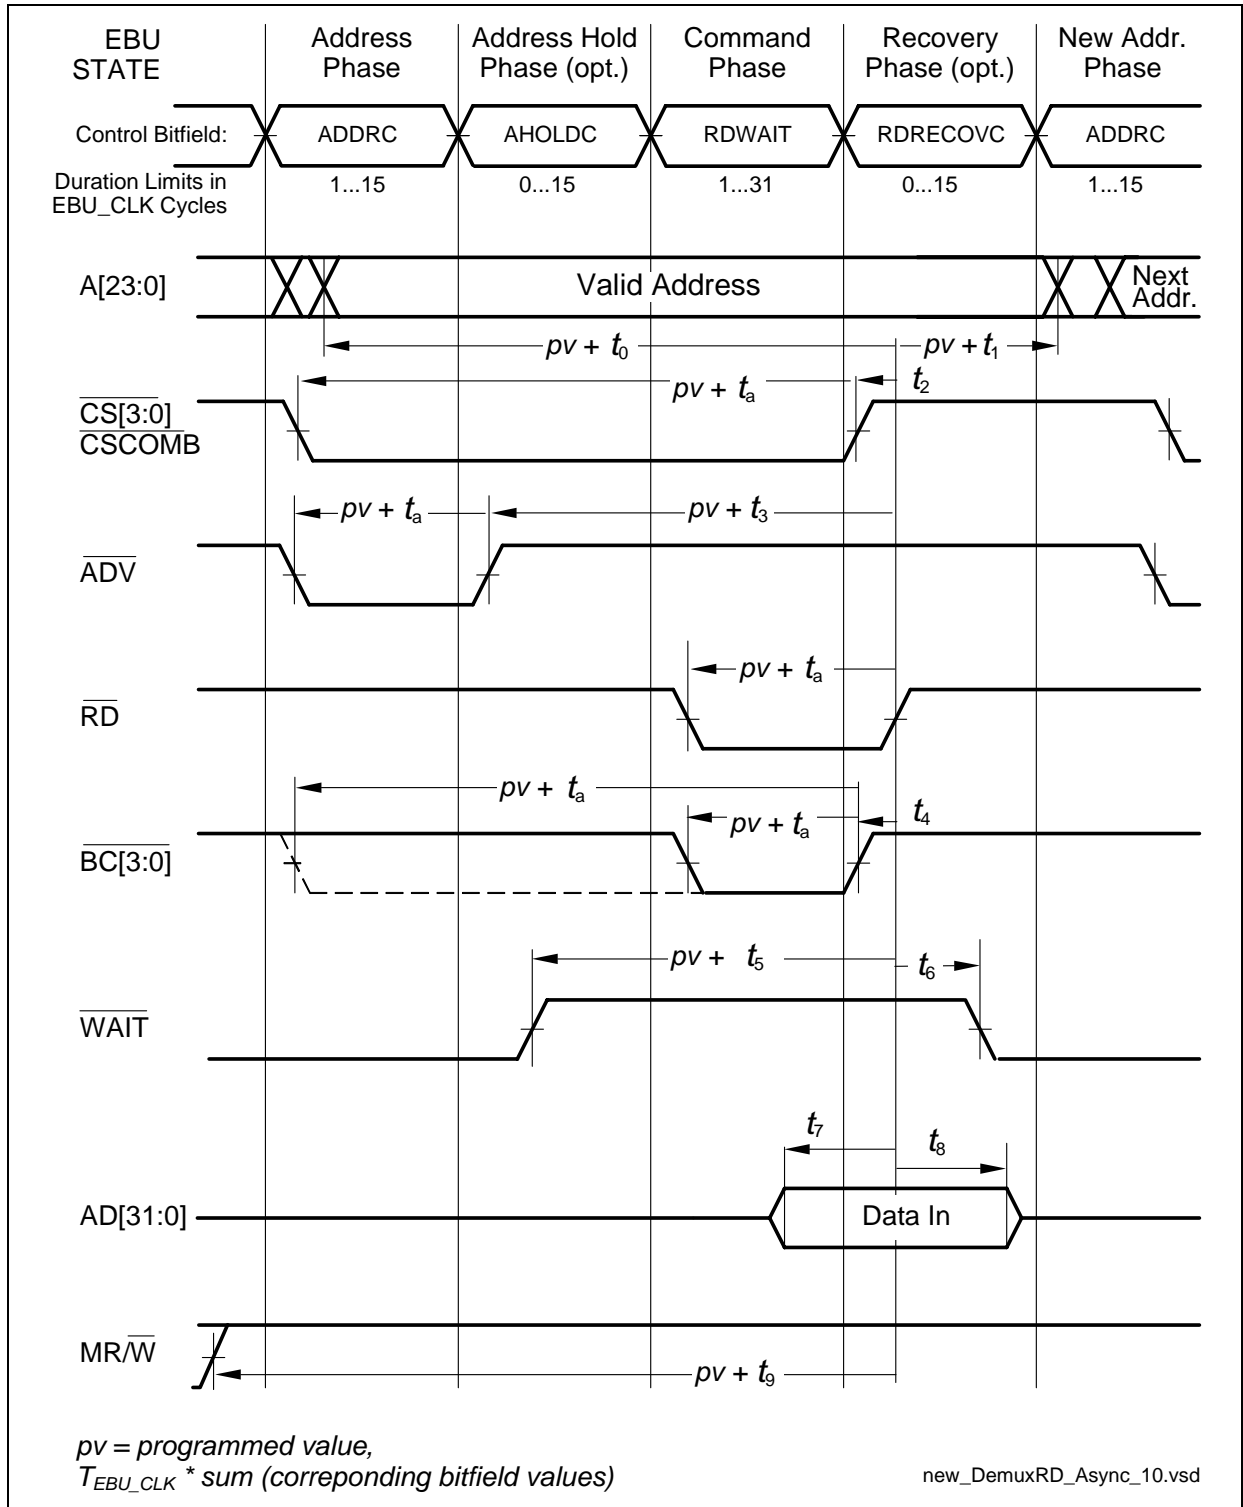 EBU STATE
Address Phase
Address Hold Phase (opt.)
Command Phase
Recovery Phase (opt.)
New Addr. Phase
Control Bitfield:
ADDRC
AHOLDC
RDWAIT
RDRECOVC
ADDRC
Duration Limits in EBU_CLK Cycles
1...15
0...15
1...31
0...15
1...15
A[23:0]
Valid Address
Next Addr.
pv + t0
pv + t1
pv + ta
t2
CS[3:0]
CSCOMB
pv + ta
pv + t3
ADV
pv + ta
RD
pv + ta
pv + ta
t4
BC[3:0]
pv + t5
t6
WAIT
t7
t8
AD[31:0]
Data In
MR/W
pv + t9
pv = programmed value,
TEBU_CLK * sum (correponding bitfield values)
new_DemuxRD_Async_10.vsd